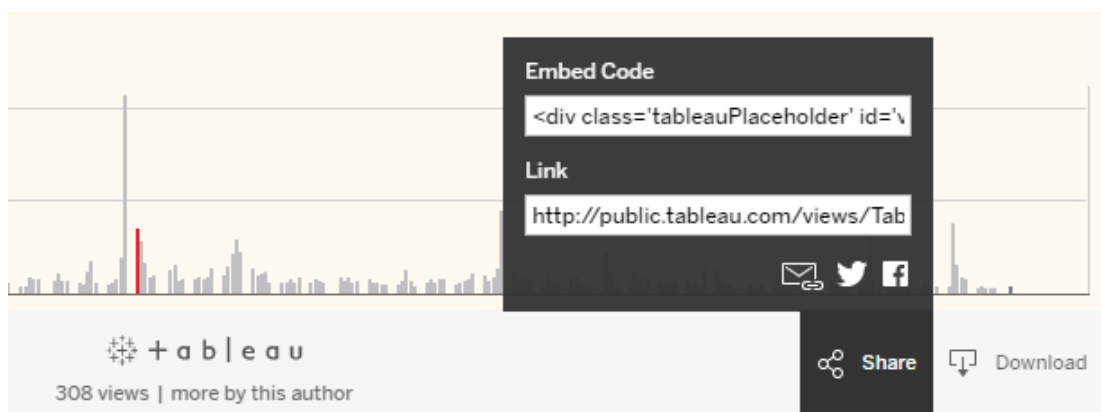 Embed Code
<div class='tableauPlaceholder' id='v
Link
http://public.tableau.com/views/Tab
+ableau
308 views | more by this author
Share
Download